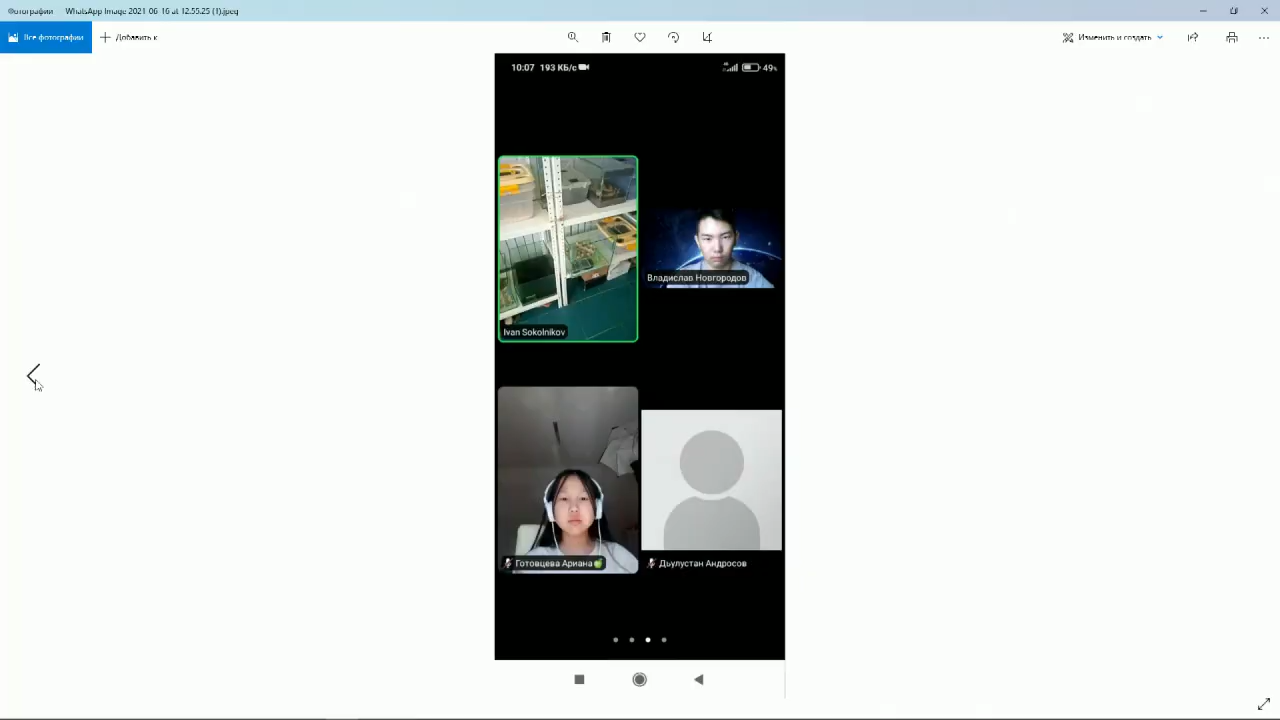 Фотографии – WhatsApp Image 2021-06-16 at 12.55.25 (1).jpeg
Все фотографии
Добавить к
Изменить и создать
10:07 193 КБ/с
49%
Ivan Sokolnikov
Владислав Новгородов
Готовцева Ариана
Дьулустан Андросов